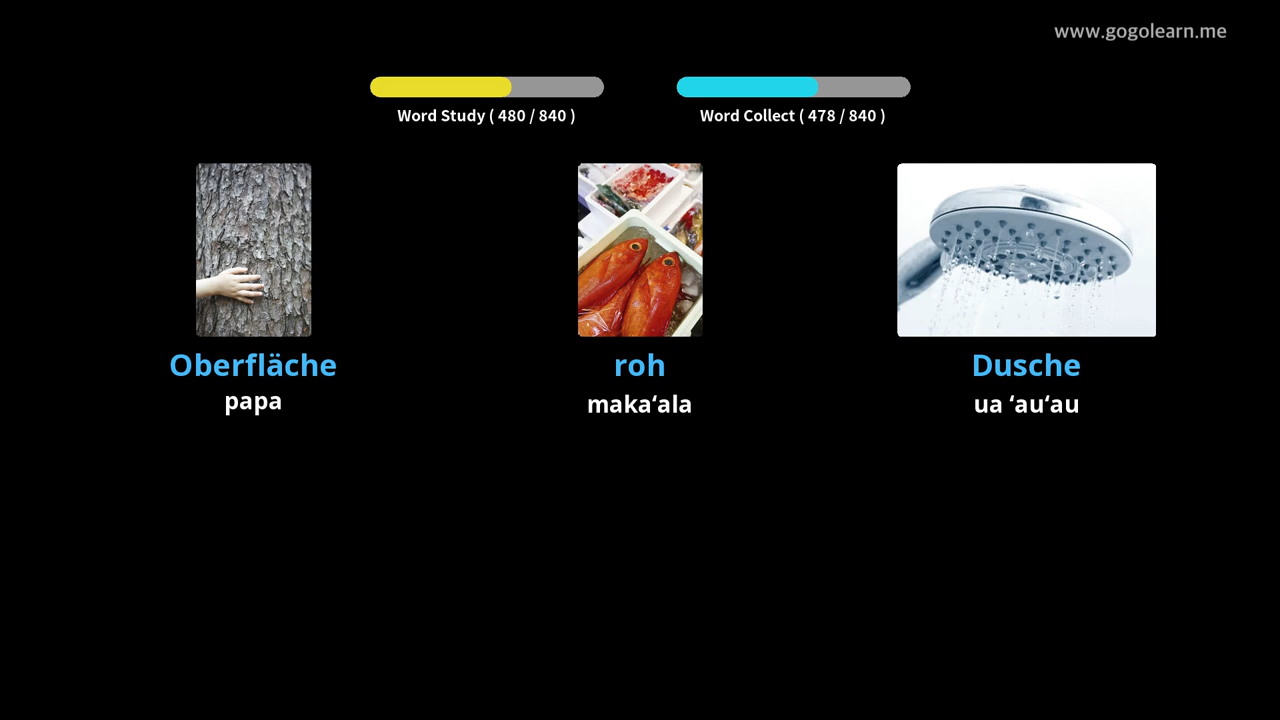 www.gogolearn.me
Word Study ( 480 / 840 )
Word Collect ( 478 / 840 )
Oberfläche
papa
roh
maka‘ala
Dusche
ua ‘au‘au